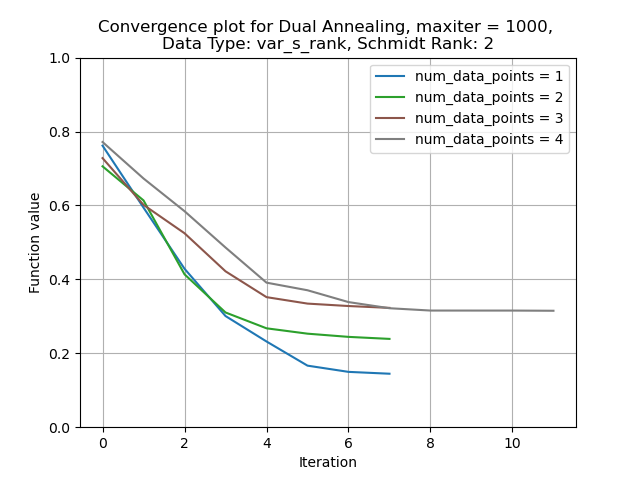 Convergence plot for Dual Annealing, maxiter = 1000,
Data Type: var_s_rank, Schmidt Rank: 2
num_data_points = 1
num_data_points = 2
num_data_points = 3
num_data_points = 4
Function value
1.0
0.8
0.6
0.4
0.2
0.0
0 2 4 6 8 10
Iteration